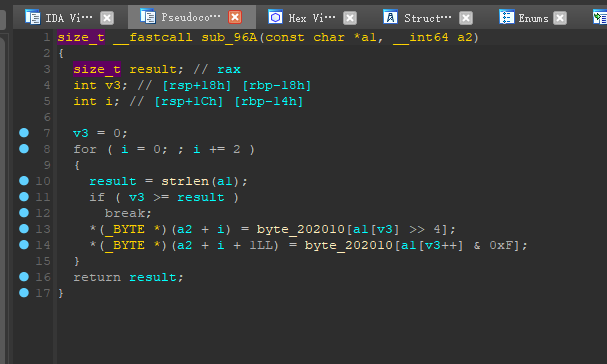 IDA Vi··· Pseudoco··· Hex Vi··· Struct··· Enums
1 size_t __fastcall sub_96A(const char *a1, __int64 a2)
2 {
3 size_t result; // rax
4 int v3; // [rsp+18h] [rbp-18h]
5 int i; // [rsp+1Ch] [rbp-14h]
6
7 v3 = 0;
8 for ( i = 0; ; i += 2 )
9 {
10 result = strlen(a1);
11 if ( v3 >= result )
12 break;
13 *(_BYTE *)(a2 + i) = byte_202010[a1[v3] >> 4];
14 *(_BYTE *)(a2 + i + 1LL) = byte_202010[a1[v3++] & 0xF];
15 }
16 return result;
17 }